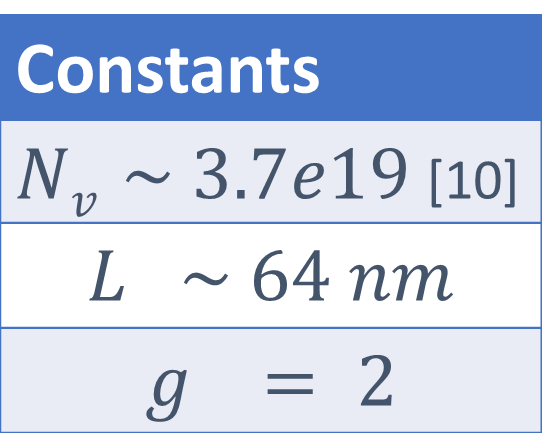 Constants
N_v ~ 3.7e19 [10]
L ~ 64 nm
g = 2